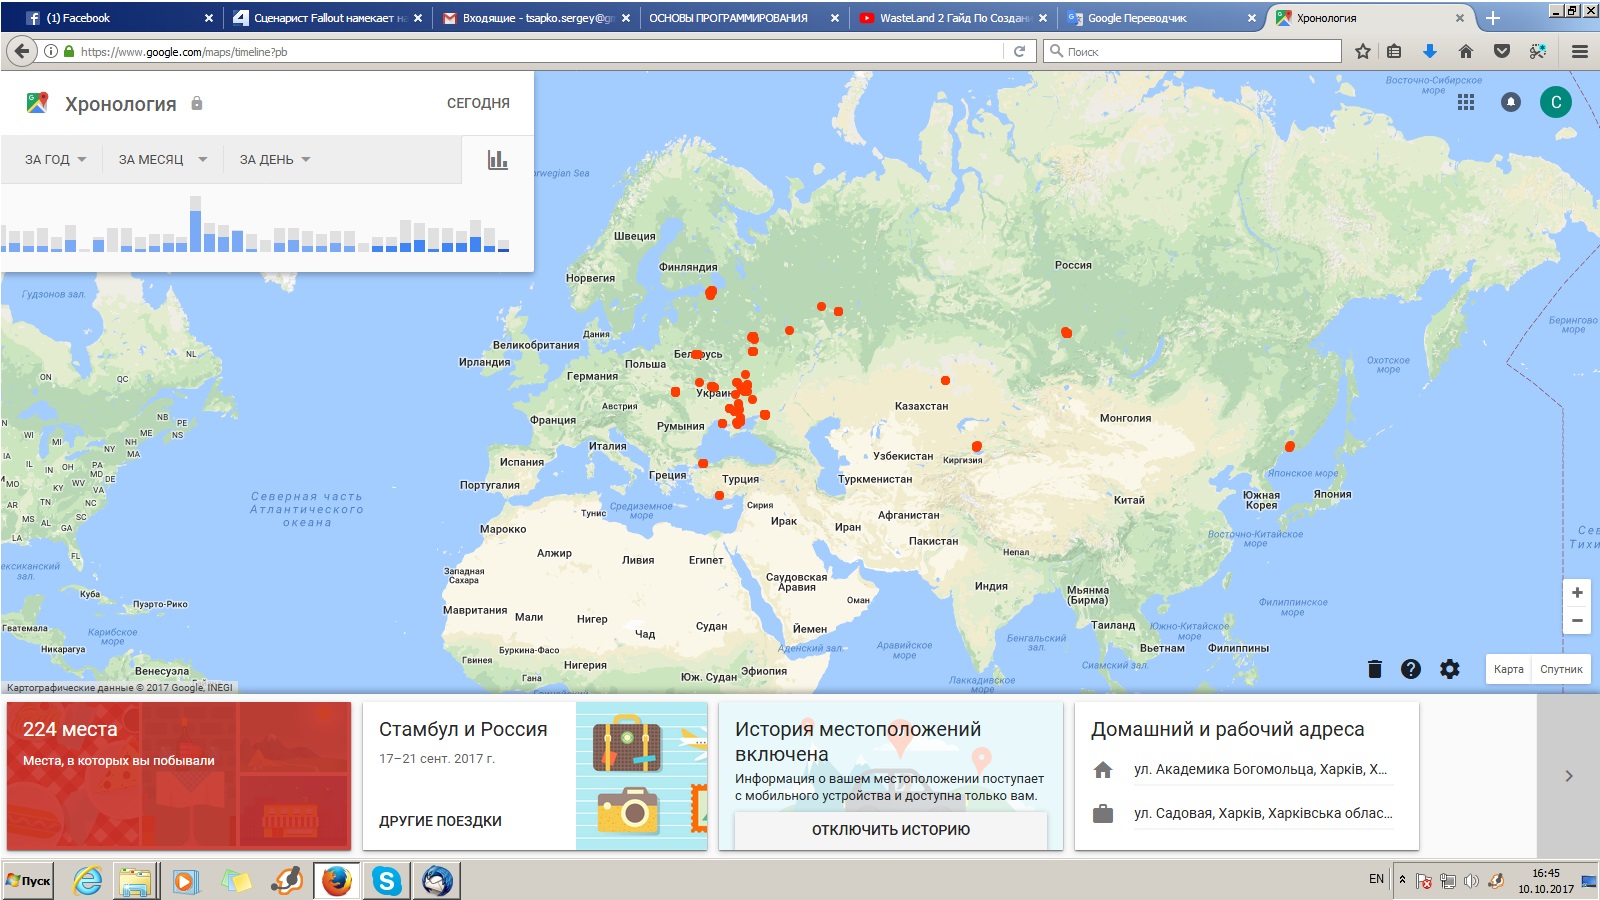 (1) Facebook
Сценарист Fallout намекает на
Входящие - tsapko.sergey@gm
ОСНОВЫ ПРОГРАММИРОВАНИЯ
WasteLand 2 Гайд По Создани
Google Переводчик
Хронология
https://www.google.com/maps/timeline?pb
Поиск
Хронология
СЕГОДНЯ
ЗА ГОД
ЗА МЕСЯЦ
ЗА ДЕНЬ
С
Восточно-Сибирское
море
orwegian Sea
Швеция
Финляндия
Норвегия
Россия
Гудзонов зал.
Берингово
море
Дания
Великобритания
Ирландия
Беларусь
Польша
Германия
Охотское
море
NL
ON
QC
Украина
Австрия
Казахстан
Монголия
Франция
Румыния
NB
PE
ME
NS
WI
MI
NH
NY
MA
Италия
Узбекистан
Киргизия
IA
IL
IN
OH
PA
MD
DE
Испания
Греция
Турция
Туркменистан
Японское море
MO
KY
WV
VA
Португалия
Северная часть
Атлантического
океана
Китай
Южная
Корея
Япония
AR
TN
NC
Тунис
Средиземное
море
Сирия
Ирак
Иран
Афганистан
MS
AL
SC
GA
Марокко
LA
Пакистан
Восточно-Китайское
море
Сев
Тихи
FL
Алжир
Ливия
Египет
Непал
ексиканский
зал.
Западная
Сахара
Саудовская
Аравия
Индия
Мьянма
(Бирма)
Куба
Пуэрто-Рико
Мавритания
Мали
Нигер
Чад
Судан
Оман
Йемен
Филиппинское
море
Гватемала
Карибское
море
Никарагуа
Таиланд
Южно-Китайское
море
Буркина-Фасо
Гвинея
Аденский зал.
Аравийское
море
Бенгальский
зал.
Вьетнам
Филиппины
Венесуэла
Нигерия
Гана
Юж. Судан
Эфиопия
Сиамский зал.
Лаккадивское
море
Гвинейский
Карта
Спутник
Картографические данные © 2017 Google, INEGI
224 места
Места, в которых вы побывали
Стамбул и Россия
17–21 сент. 2017 г.
ДРУГИЕ ПОЕЗДКИ
История местоположений
включена
Информация о вашем местоположении поступает
с мобильного устройства и доступна только вам.
ОТКЛЮЧИТЬ ИСТОРИЮ
Домашний и рабочий адреса
ул. Академика Богомольца, Харків, Х...
ул. Садовая, Харків, Харківська облас...
Пуск
EN
16:45
10.10.2017